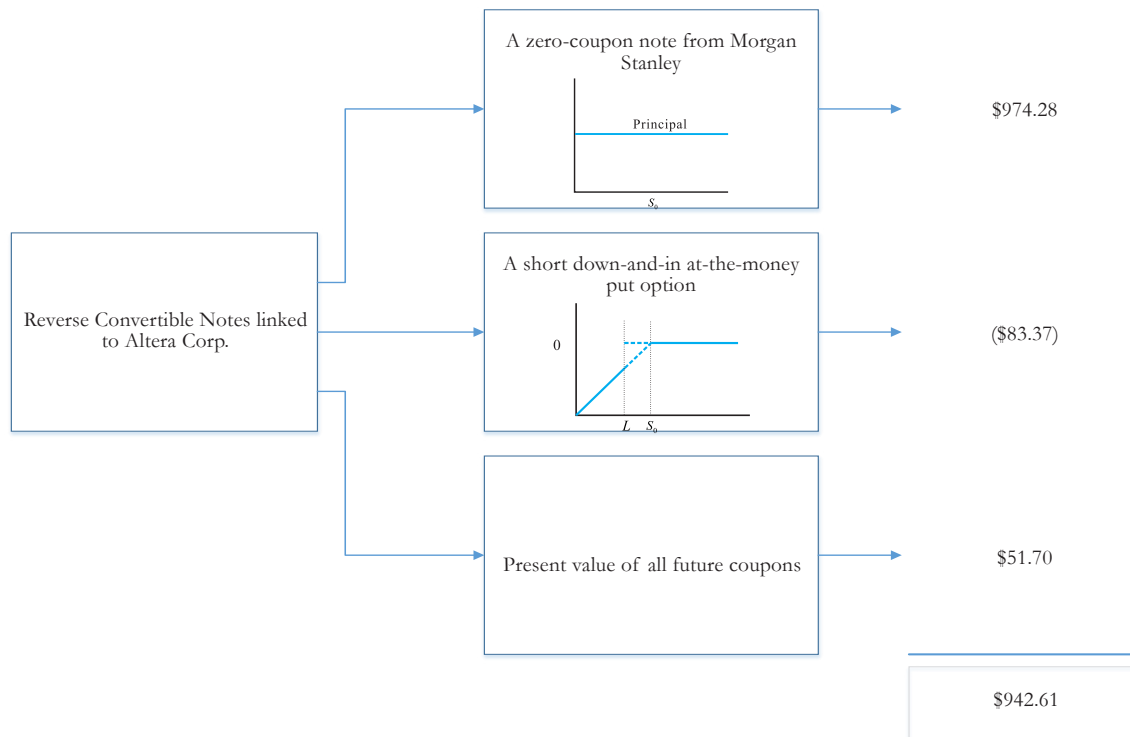 A zero-coupon note from Morgan
Stanley
Principal
S₀
$974.28
Reverse Convertible Notes linked
to Altera Corp.
A short down-and-in at-the-money
put option
0
L S₀
($83.37)
Present value of all future coupons
$51.70
$942.61